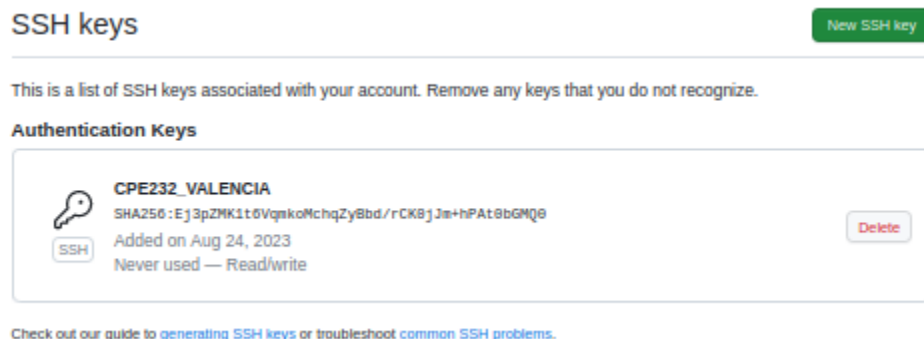 SSH keys
New SSH key
This is a list of SSH keys associated with your account. Remove any keys that you do not recognize.
Authentication Keys
CPE232_VALENCIA
SHA256:Ej3pZMK1t6VqmkoMchqZyBbd/rCK0jJm+hPAt0bGMQ0
Added on Aug 24, 2023
Never used — Read/write
SSH
Delete
Check out our guide to generating SSH keys or troubleshoot common SSH problems.